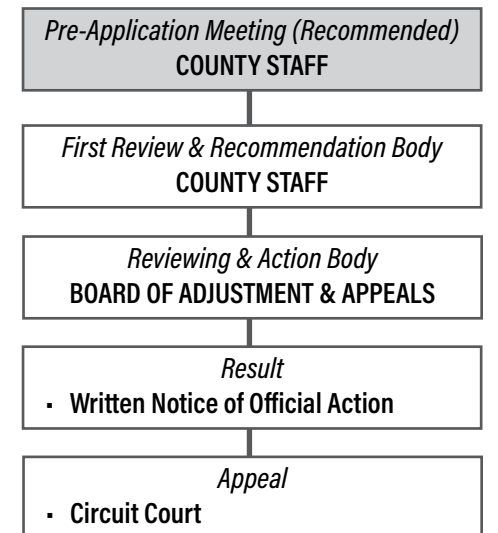 Pre-Application Meeting (Recommended)
COUNTY STAFF
First Review & Recommendation Body
COUNTY STAFF
Reviewing & Action Body
BOARD OF ADJUSTMENT & APPEALS
Result
▪ Written Notice of Official Action
Appeal
▪ Circuit Court